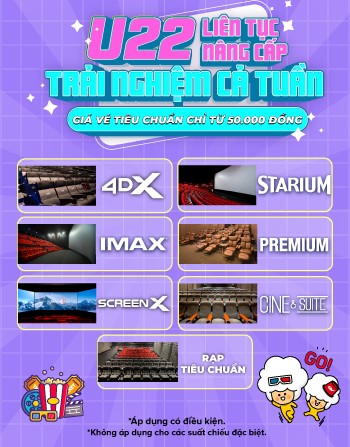 U22 LIÊN TỤC
NÂNG CẤP
TRẢI NGHIỆM CẢ TUẦN
GIÁ VÉ TIÊU CHUẨN CHỈ TỪ 50.000 ĐỒNG
4DX
STARIUM
IMAX
PREMIUM
SCREENX
CINE & SUITE
RẠP
TIÊU CHUẨN
GO!
*Áp dụng có điều kiện.
*Không áp dụng cho các suất chiếu đặc biệt.